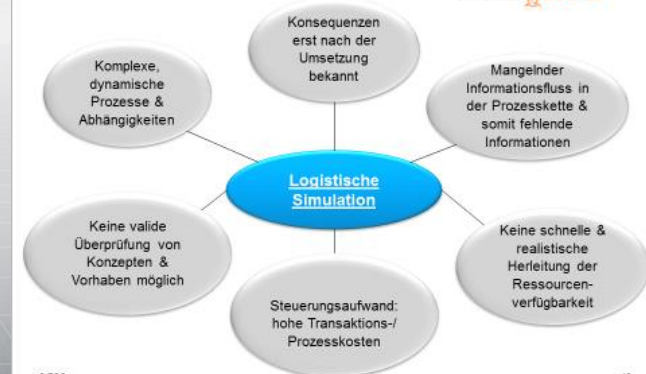 Konsequenzen
erst nach der
Umsetzung
bekannt
Komplexe,
dynamische
Prozesse &
Abhängigkeiten
Mangelnder
Informationsfluss in
der Prozesskette &
somit fehlende
Informationen
Logistische
Simulation
Keine valide
Überprüfung von
Konzepten &
Vorhaben möglich
Keine schnelle &
realistische
Herleitung der
Ressourcen-
verfügbarkeit
Steuerungsaufwand:
hohe Transaktions-/
Prozesskosten